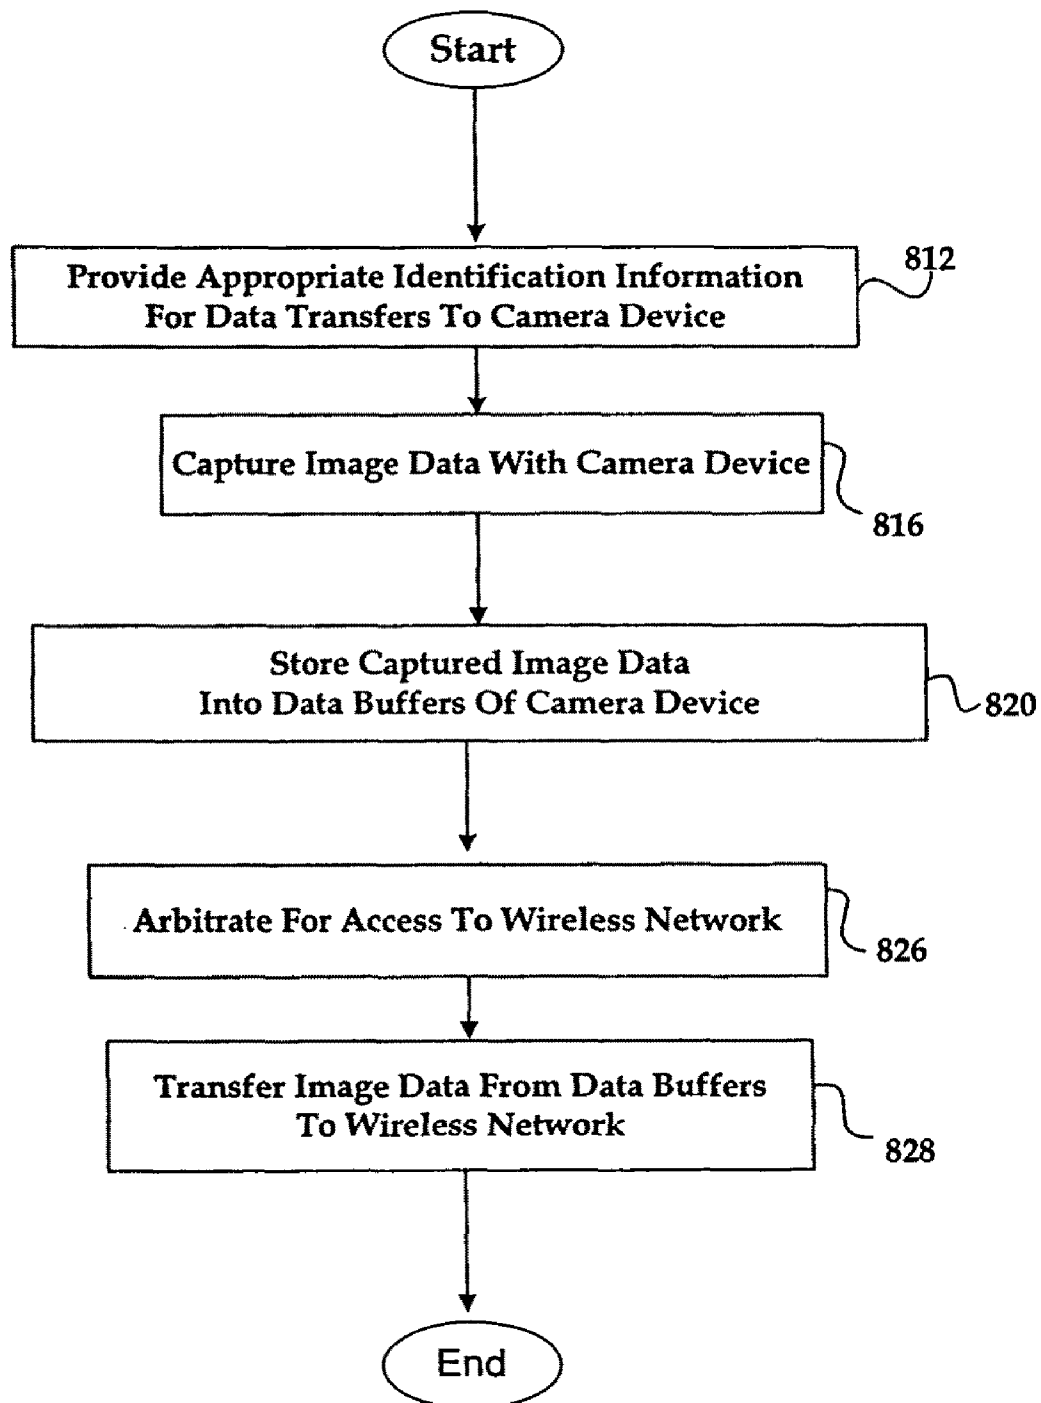 Start
Provide Appropriate Identification Information
For Data Transfers To Camera Device
812
Capture Image Data With Camera Device
816
Store Captured Image Data
Into Data Buffers Of Camera Device
820
Arbitrate For Access To Wireless Network
826
Transfer Image Data From Data Buffers
To Wireless Network
828
End